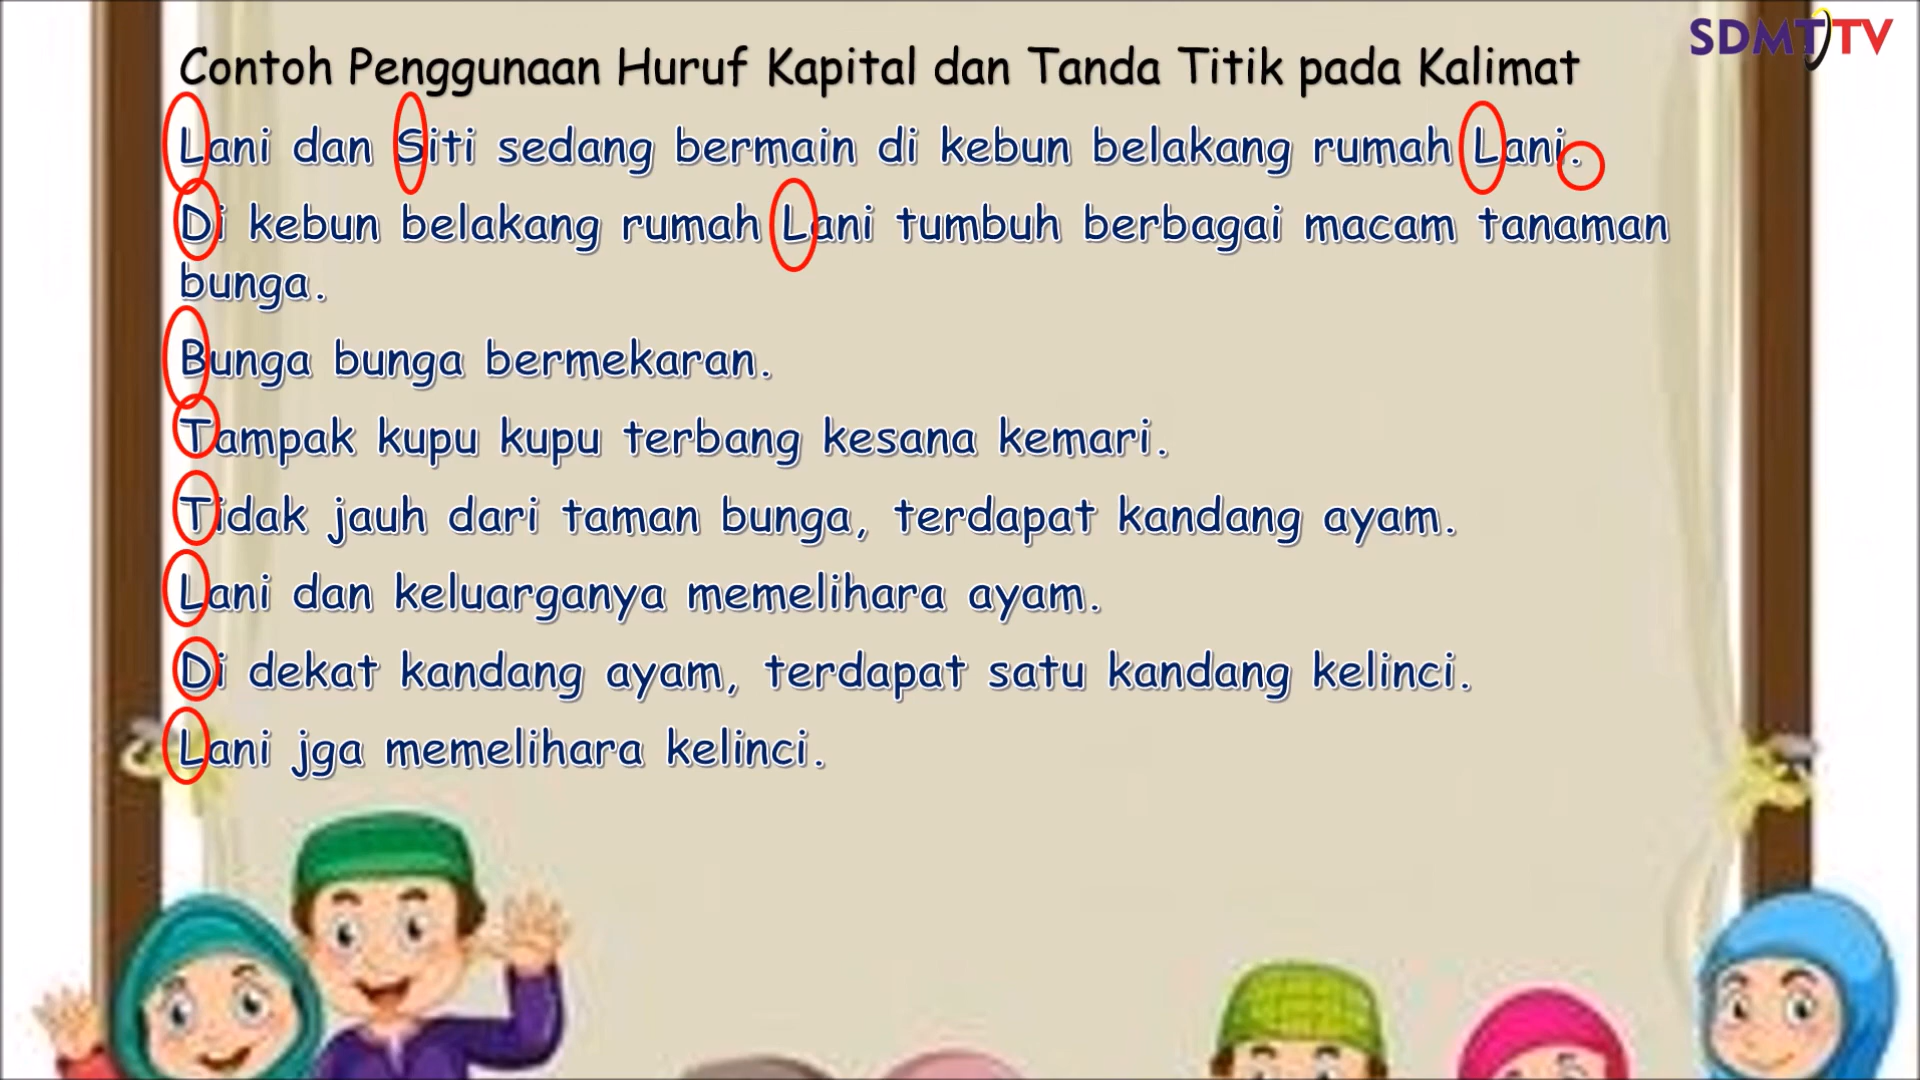 SDMT TV
Contoh Penggunaan Huruf Kapital dan Tanda Titik pada Kalimat
Lani dan Siti sedang bermain di kebun belakang rumah Lani.
Di kebun belakang rumah Lani tumbuh berbagai macam tanaman
bunga.
Bunga bunga bermekaran.
Tampak kupu kupu terbang kesana kemari.
Tidak jauh dari taman bunga, terdapat kandang ayam.
Lani dan keluarganya memelihara ayam.
Di dekat kandang ayam, terdapat satu kandang kelinci.
Lani jga memelihara kelinci.